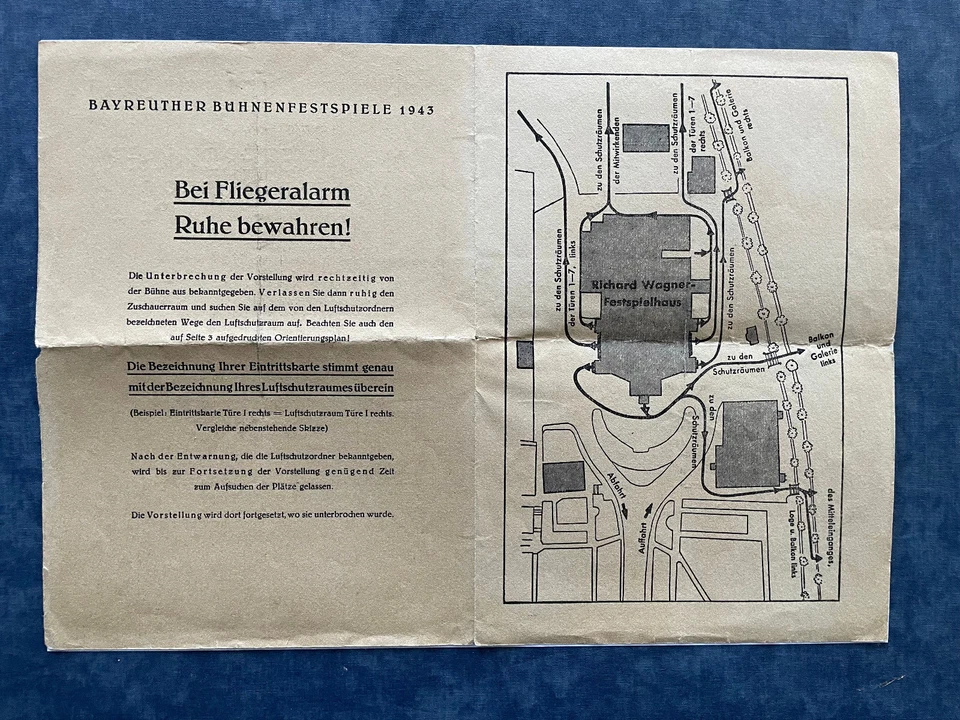 BAYREUTHER BÜHNENFESTSPIELE 1943
Bei Fliegeralarm
Ruhe bewahren!
Die Unterbrechung der Vorstellung wird rechtzeitig von
der Bühne aus bekanntgegeben. Verlassen Sie dann ruhig den
Zuschauerraum und suchen Sie auf dem von den Luftschutzordnern
bezeichneten Wege den Luftschutzraum auf. Beachten Sie auch den
auf Seite 3 aufgedruckten Orientierungsplan!
Die Bezeichnung Ihrer Eintrittskarte stimmt genau
mit der Bezeichnung Ihres Luftschutzraumes überein
(Beispiel: Eintrittskarte Türe I rechts = Luftschutzraum Türe I rechts.
Vergleiche nebenstehende Skizze)
Nach der Entwarnung, die die Luftschutzordner bekanntgeben,
wird bis zur Fortsetzung der Vorstellung genügend Zeit
zum Aufsuchen der Plätze gelassen.
Die Vorstellung wird dort fortgesetzt, wo sie unterbrochen wurde.
zu den Schutzräumen
der Mitwirkenden
zu den Schutzräumen
der Türen 1—7
rechts
Balkon und Galerie
rechts
zu den Schutzräumen
der Türen 1—7, links
Richard Wagner-
Festspielhaus
zu den Schutzräumen
zu den
Schutzräumen
Balkon
und
Galerie
links
zu den
Schutzräumen
Abfahrt
Auffahrt
des Mitteleinganges,
Loge u. Balkon links